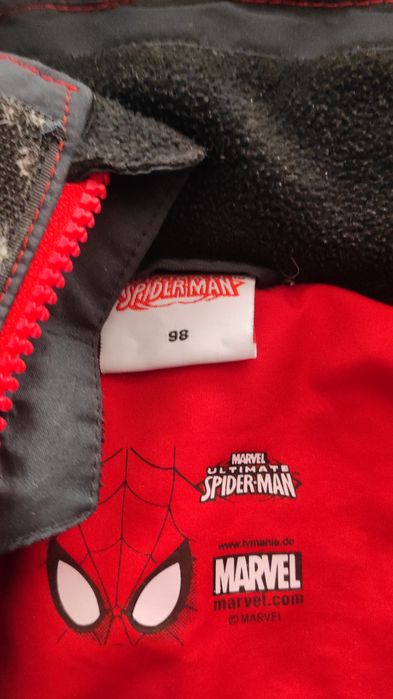 SPIDER-MAN
98
MARVEL
ULTIMATE
SPIDER-MAN
www.tvmania.de
MARVEL
marvel.com
© MARVEL